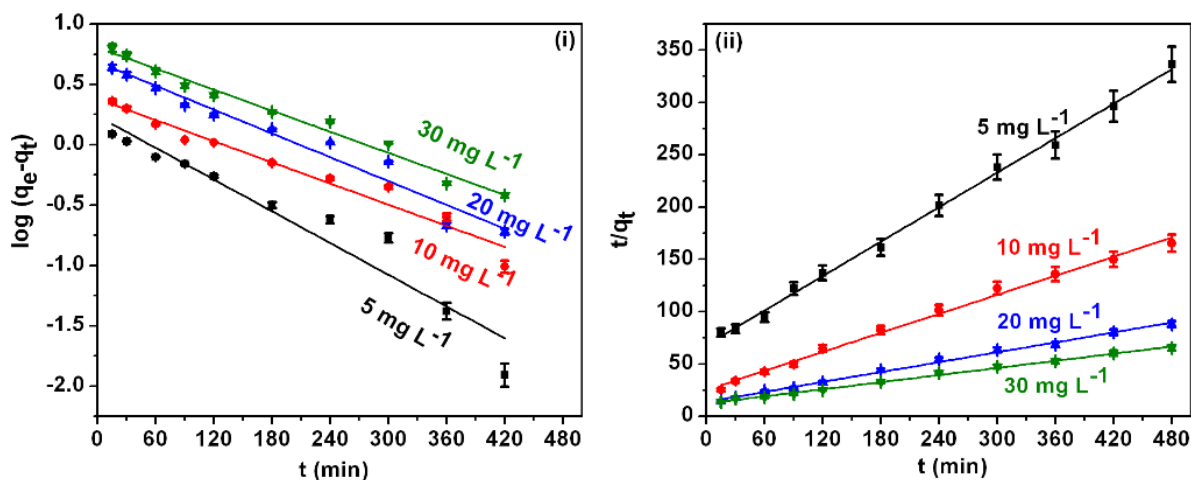 (i)
log (qe-qt)
1.0
0.5
0.0
-0.5
-1.0
-1.5
-2.0
30 mg L-1
20 mg L-1
10 mg L-1
5 mg L-1
0 60 120 180 240 300 360 420 480
t (min)
(ii)
t/qt
350
300
250
200
150
100
50
0
5 mg L-1
10 mg L-1
20 mg L-1
30 mg L-1
0 60 120 180 240 300 360 420 480
t (min)